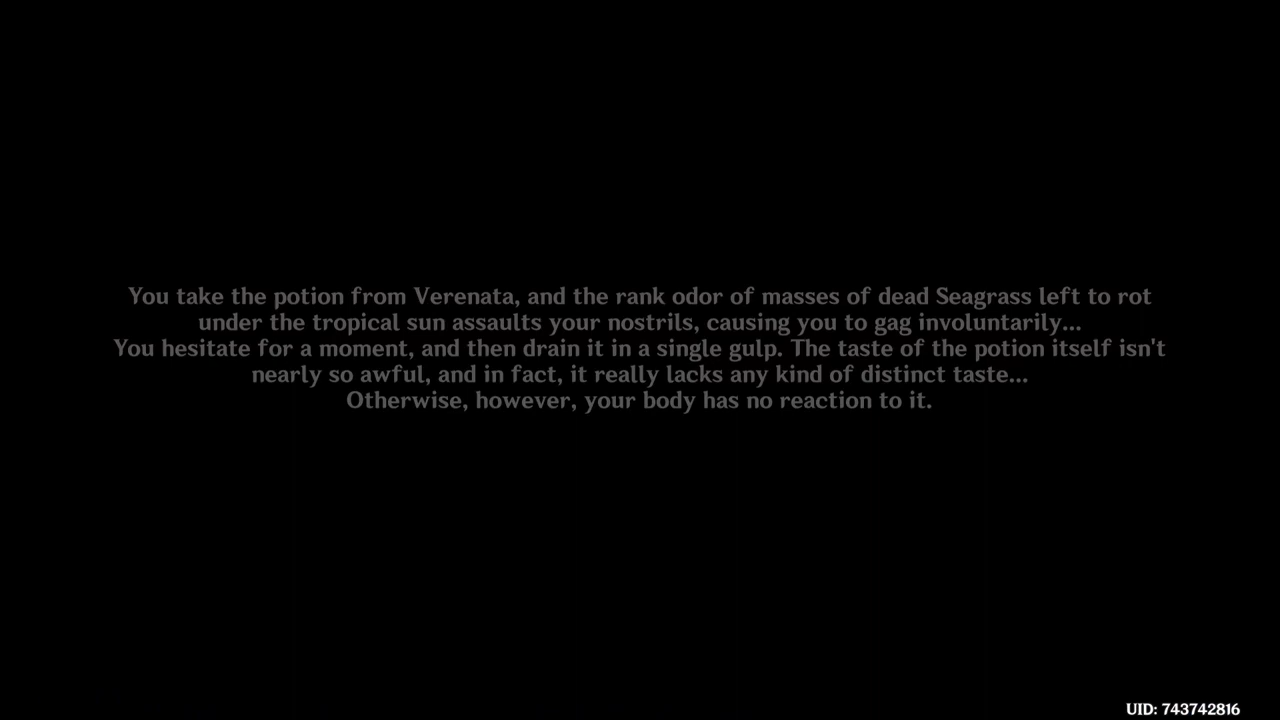 You take the potion from Verenata, and the rank odor of masses of dead Seagrass left to rot
under the tropical sun assaults your nostrils, causing you to gag involuntarily...
You hesitate for a moment, and then drain it in a single gulp. The taste of the potion itself isn't
nearly so awful, and in fact, it really lacks any kind of distinct taste...
Otherwise, however, your body has no reaction to it.
UID: 743742816